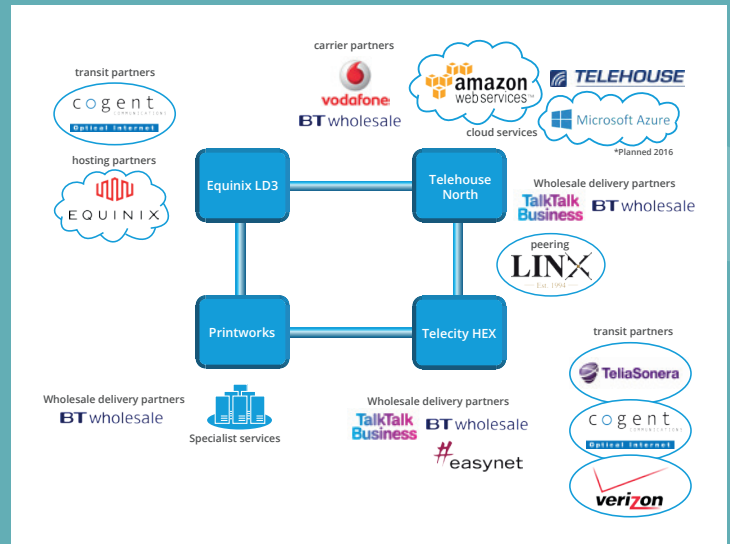 carrier partners
vodafone
BT wholesale
amazon
webservices™
cloud services
TELEHOUSE
Microsoft Azure
*Planned 2016
transit partners
cogent
COMMUNICATIONS
Optical Internet
hosting partners
EQUINIX
Equinix LD3
Telehouse
North
Wholesale delivery partners
TalkTalk
Business
BT wholesale
peering
LINX
Est. 1994
Printworks
Telecity HEX
transit partners
TeliaSonera
cogent
COMMUNICATIONS
Optical Internet
verizon
Wholesale delivery partners
BT wholesale
Specialist services
Wholesale delivery partners
TalkTalk
Business
BT wholesale
#easynet